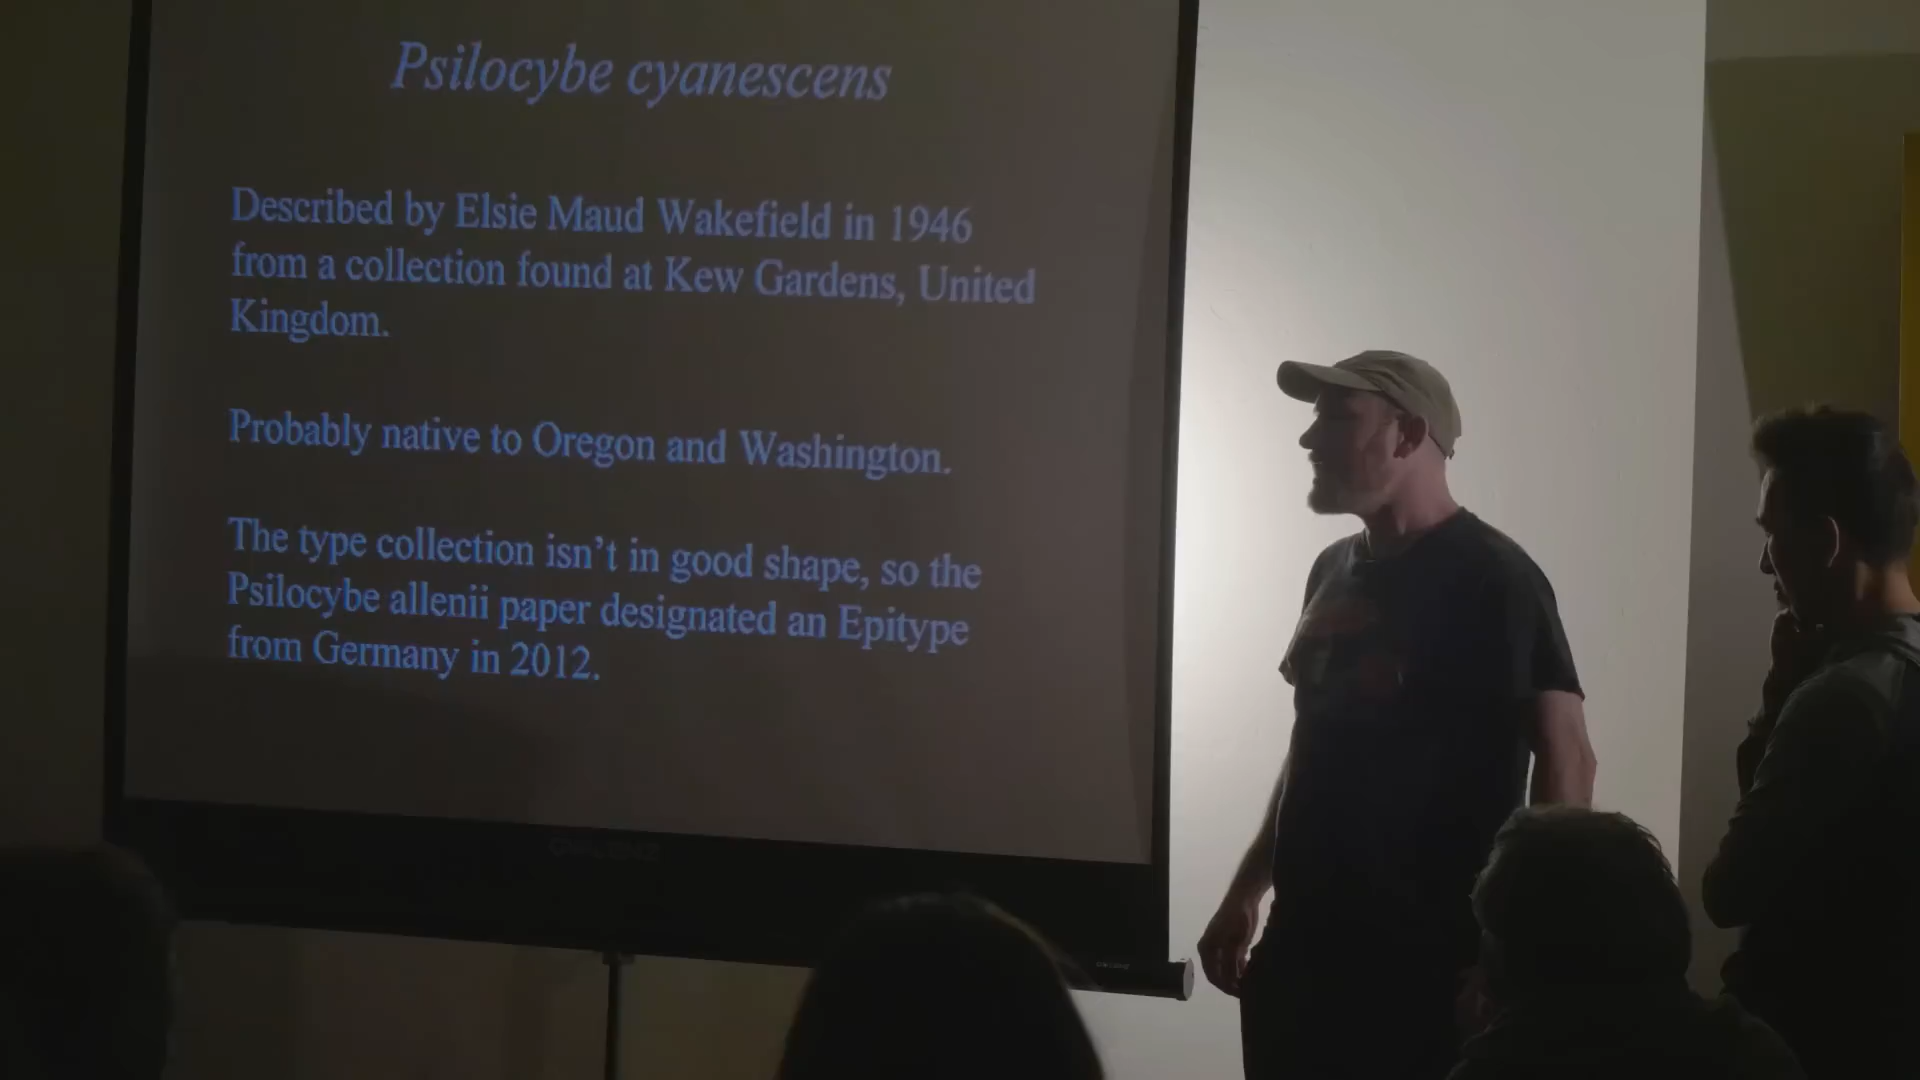 Psilocybe cyanescens
Described by Elsie Maud Wakefield in 1946
from a collection found at Kew Gardens, United
Kingdom.
Probably native to Oregon and Washington.
The type collection isn’t in good shape, so the
Psilocybe allenii paper designated an Epitype
from Germany in 2012.